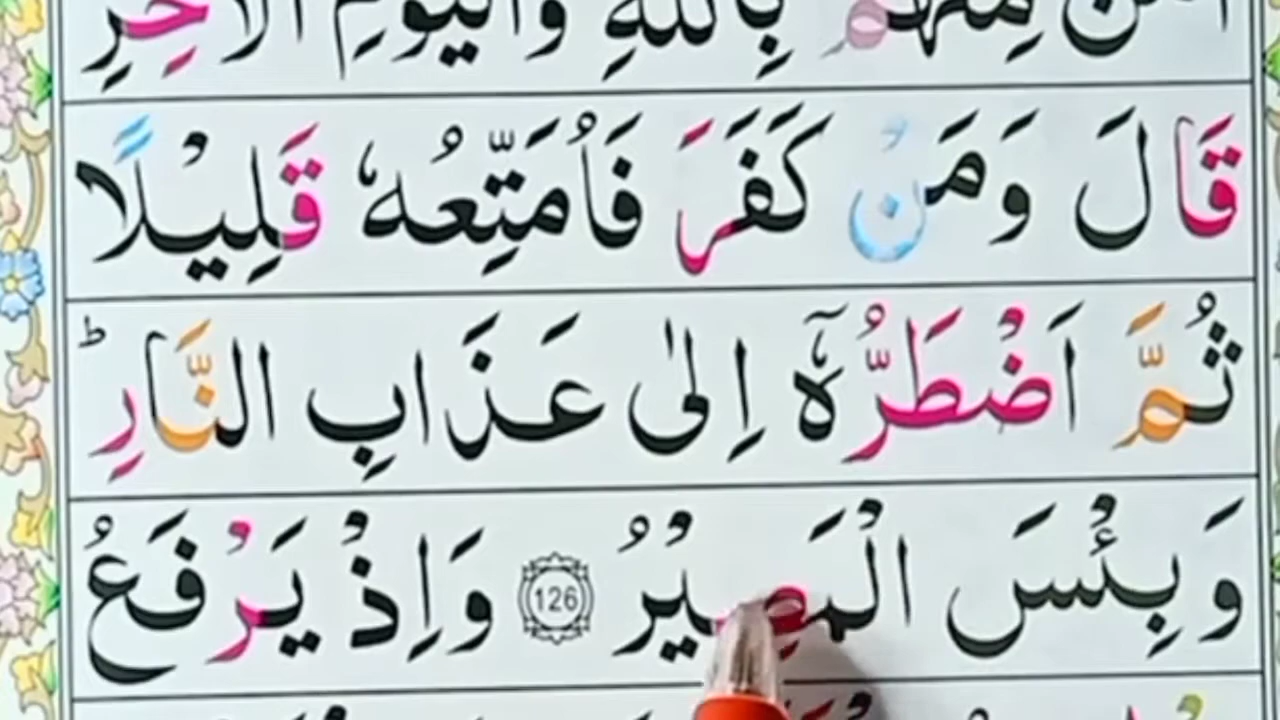 اٰمَنَ مِنْهُمْ بِاللّٰهِ وَالْيَوْمِ الْاٰخِرِ
قَالَ وَمَنْ كَفَرَ فَاُمَتِّعُهٗ قَلِيْلًا
ثُمَّ اَضْطَرُّهٗۤ اِلٰى عَذَابِ النَّارِؕ
وَبِئْسَ الْمَصِيْرُ 126 وَاِذْ يَرْفَعُ